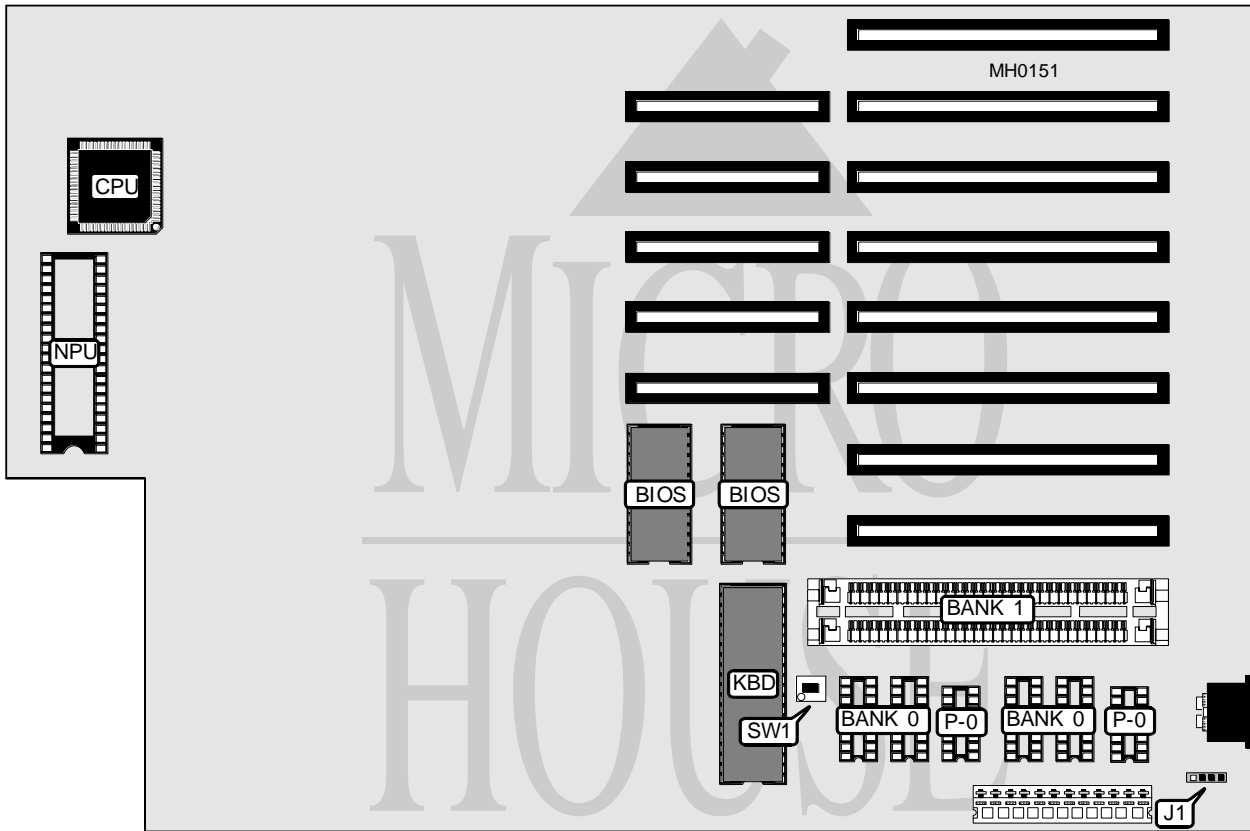 MH0151
CPU
NPU
MICRO
BIOS BIOS
HOUSE
BANK 1
KBD
SW1
BANK 0 P-0 BANK 0 P-0
J1